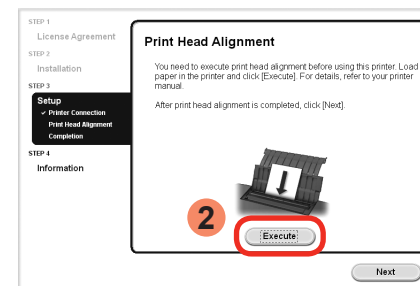 STEP 1
License Agreement
STEP 2
Installation
STEP 3
Setup
✓ Printer Connection
Print Head Alignment
Completion
STEP 4
Information
Print Head Alignment
You need to execute print head alignment before using this printer. Load
paper in the printer and click [Execute]. For details, refer to your printer
manual.
After print head alignment is completed, click [Next].
2
Execute
Next